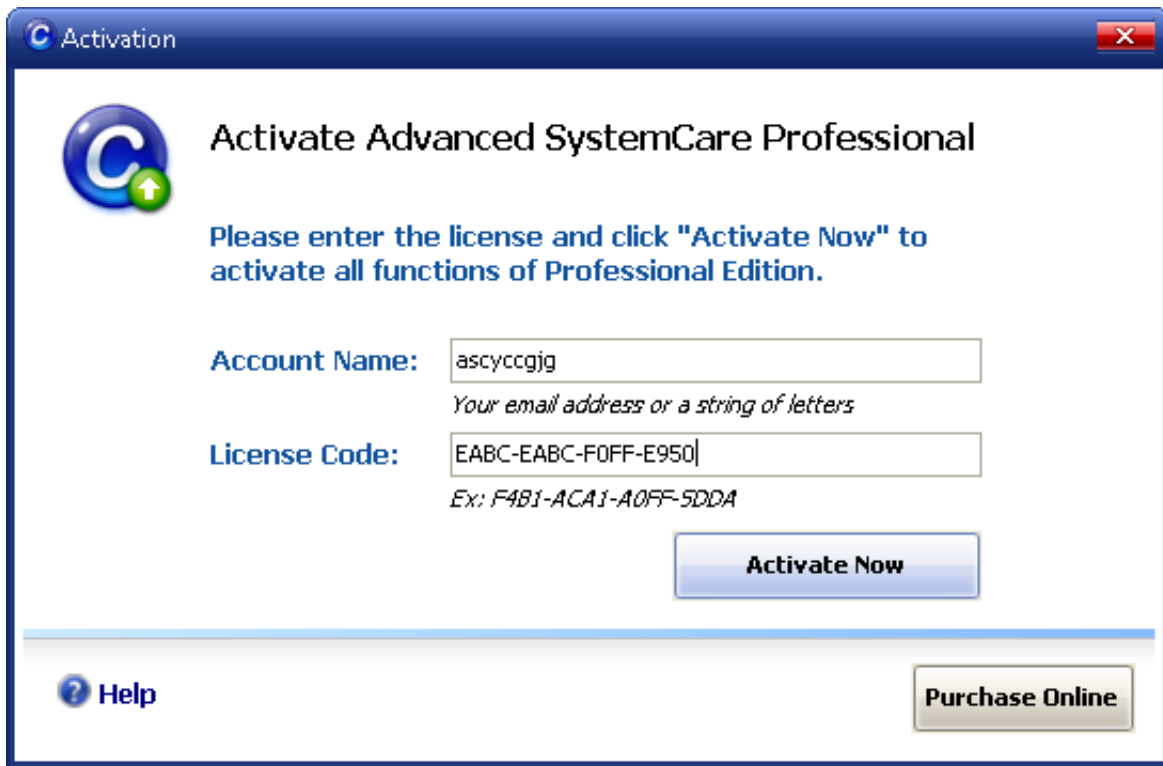 Activation
Activate Advanced SystemCare Professional
Please enter the license and click "Activate Now" to
activate all functions of Professional Edition.
Account Name: ascyccgjg
Your email address or a string of letters
License Code: EABC-EABC-F0FF-E950
Ex: F4B1-ACA1-A0FF-5DDA
Activate Now
Help
Purchase Online